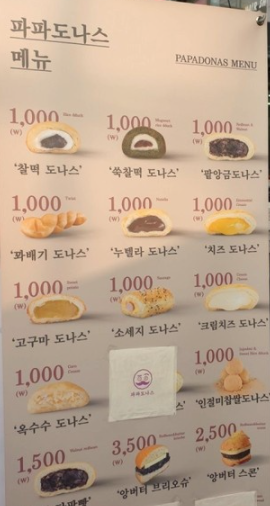 파파도나스
메뉴
PAPADONAS MENU
1,000 1,000 1,000
(W) (W) (W)
'찰떡 도나스' '쑥찰떡 도나스' '팥앙금도나스'
1,000 1,000 1,000
(W) (W) (W)
'꽈배기 도나스' '누텔라 도나스' '치즈 도나스'
1,000 1,000 1,000
(W) (W) (W)
'고구마 도나스' '소세지 도나스' '크림치즈 도나스'
1,000 1,000
(W) (W)
'옥수수 도나스' '인절미찹쌀도나스'
파파도나스
1,500 3,500 2,500
(W) (W) (W)
'앙버터 브리오슈' '앙버터 스콘'